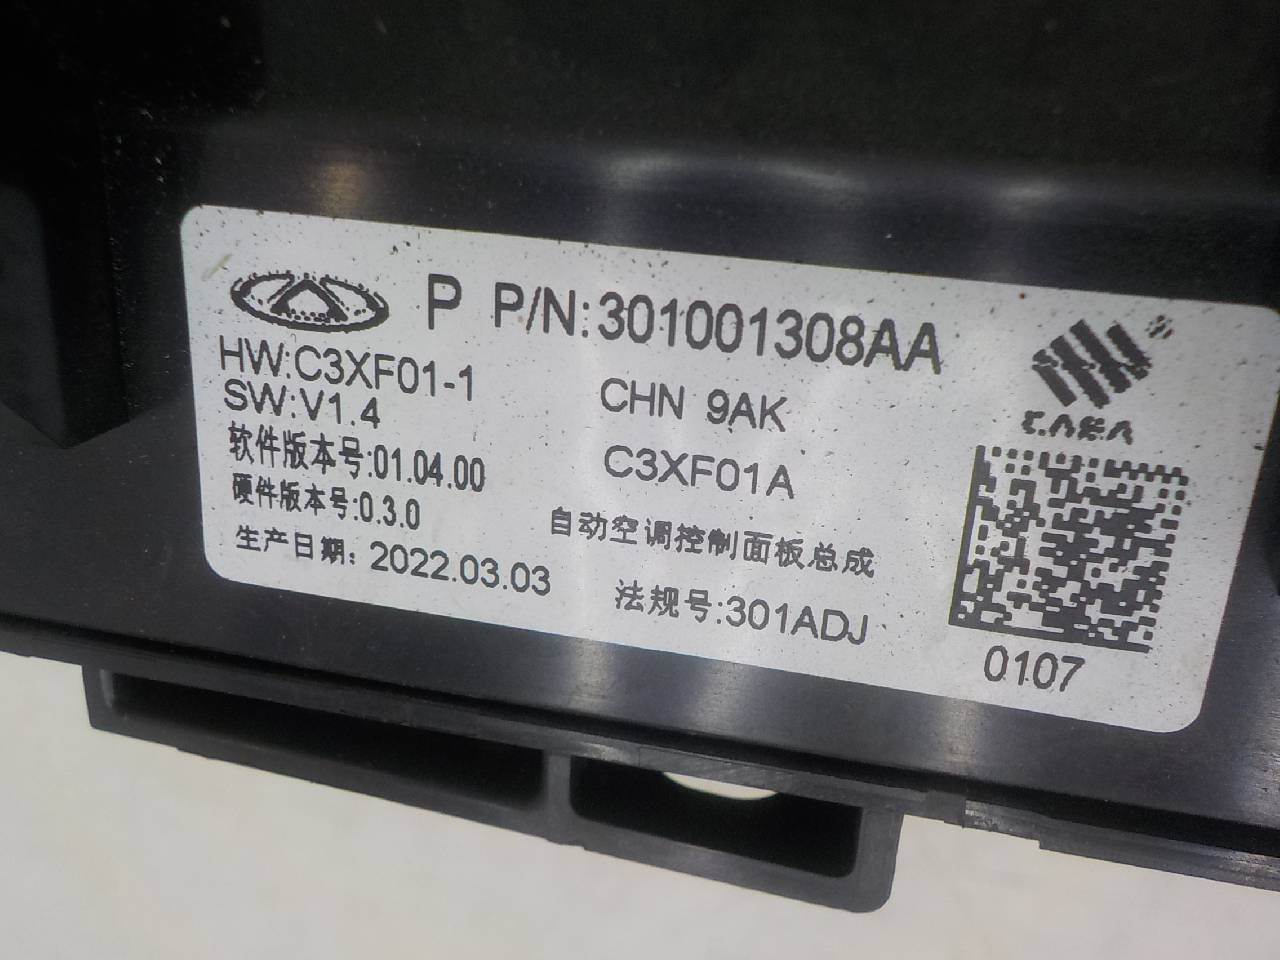 P P/N:301001308AA
HW:C3XF01-1
SW:V1.4
CHN 9AK
软件版本号:01.04.00
C3XF01A
硬件版本号:0.3.0
自动空调控制面板总成
生产日期: 2022.03.03
法规号:301ADJ
0107